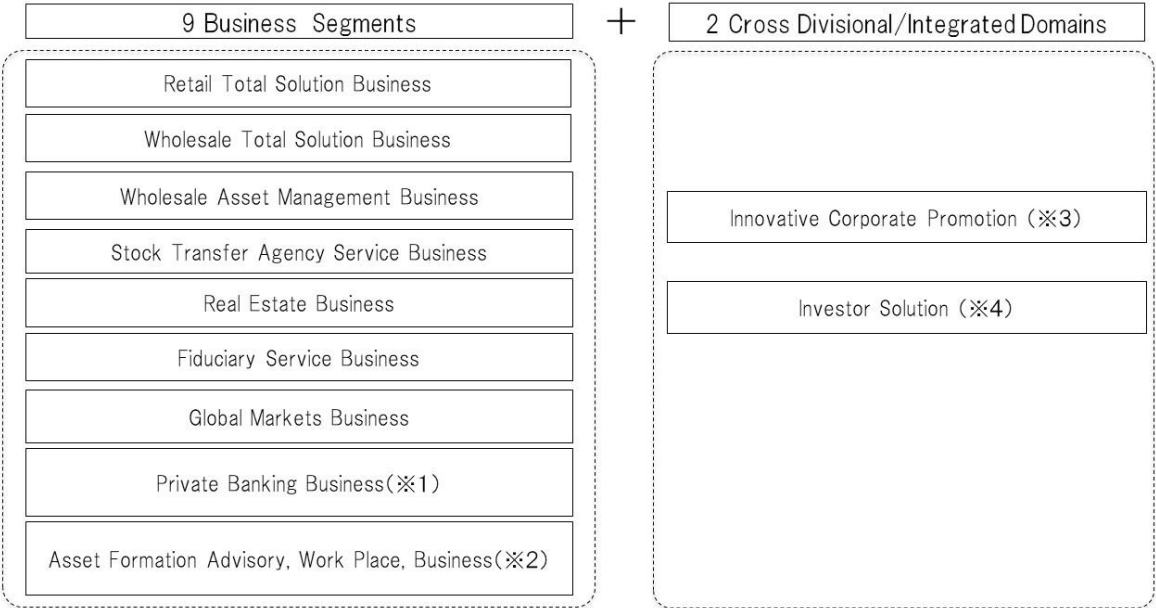 9 Business Segments
+
2 Cross Divisional/Integrated Domains
Retail Total Solution Business
Wholesale Total Solution Business
Wholesale Asset Management Business
Stock Transfer Agency Service Business
Real Estate Business
Fiduciary Service Business
Global Markets Business
Private Banking Business(※1)
Asset Formation Advisory, Work Place, Business(※2)
Innovative Corporate Promotion (※3)
Investor Solution (※4)